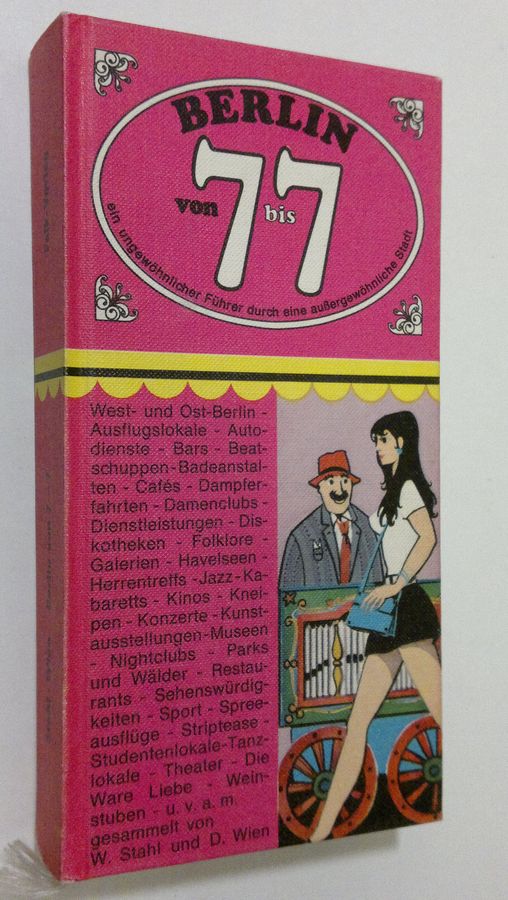 BERLIN
von 7 bis 7
ein ungewöhnlicher Führer durch eine außergewöhnliche Stadt
West- und Ost-Berlin -
Ausflugslokale - Auto-
dienste - Bars - Beat-
schuppen-Badeanstal-
ten - Cafés - Dampfer-
fahrten - Damenclubs -
Dienstleistungen - Dis-
kotheken - Folklore -
Galerien - Havelseen -
Herrentreffs -Jazz-Ka-
baretts - Kinos - Knei-
pen - Konzerte - Kunst-
ausstellungen-Museen
- Nightclubs - Parks
und Wälder - Restau-
rants - Sehenswürdig-
keiten - Sport - Spree-
ausflüge - Striptease -
Studentenlokale-Tanz-
lokale - Theater - Die
Ware Liebe - Wein-
stuben - u. v. a. m.
gesammelt von
W. Stahl und D. Wien